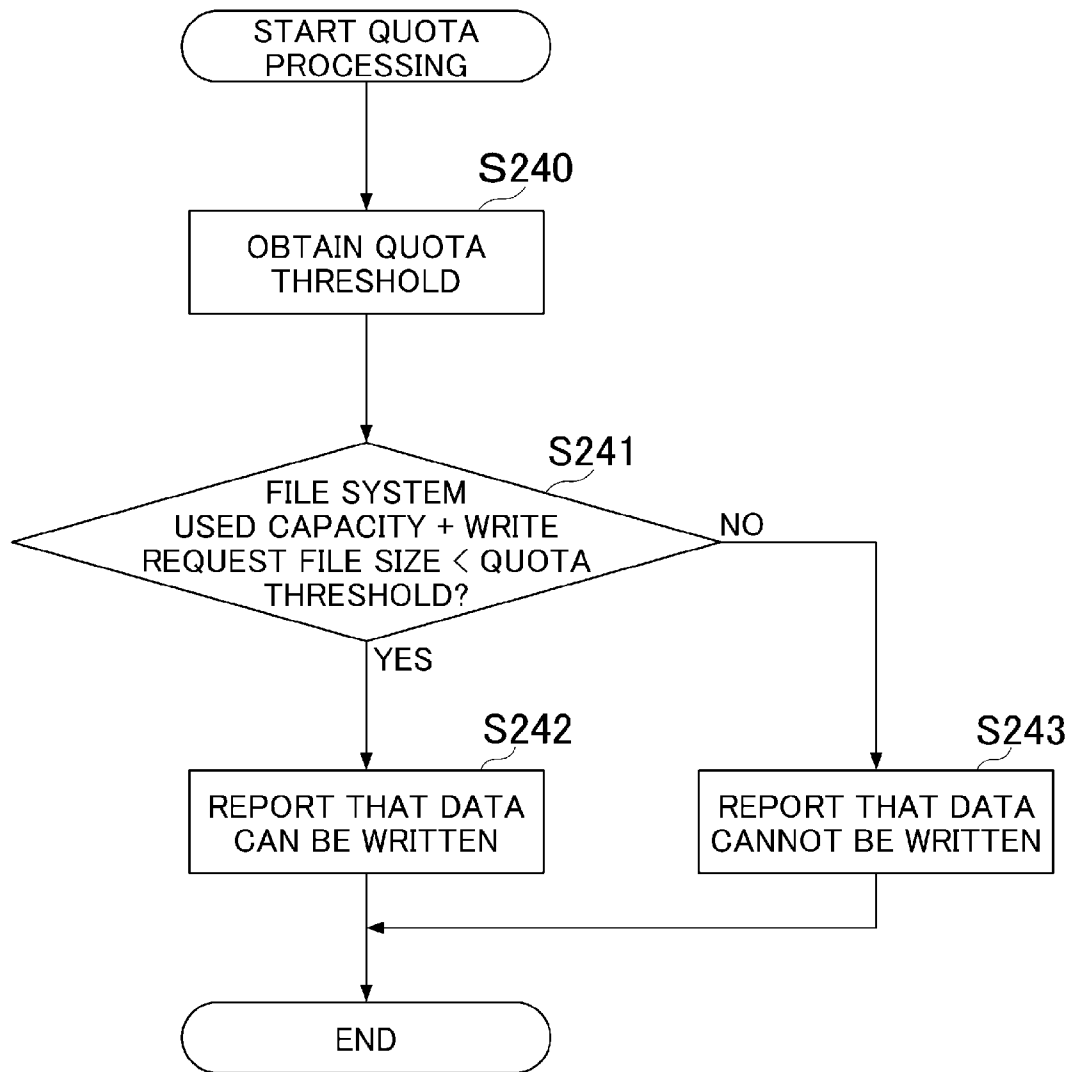 START QUOTA
PROCESSING
S240
OBTAIN QUOTA
THRESHOLD
S241
FILE SYSTEM
USED CAPACITY + WRITE
REQUEST FILE SIZE < QUOTA
THRESHOLD?
NO
YES
S242
REPORT THAT DATA
CAN BE WRITTEN
S243
REPORT THAT DATA
CANNOT BE WRITTEN
END